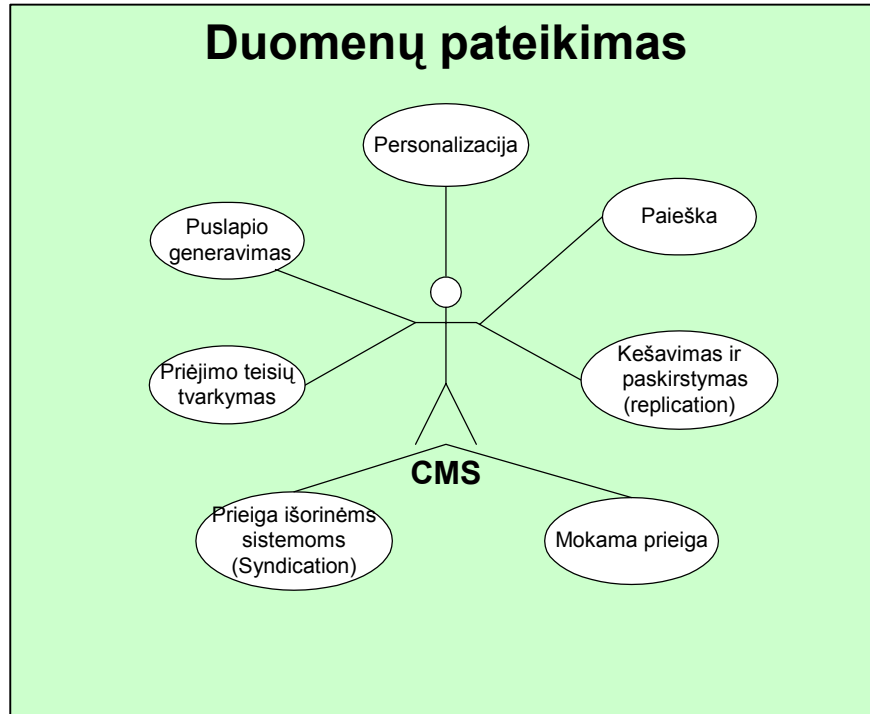 Duomenų pateikimas
Personalizacija
Puslapio
generavimas
Paieška
Priėjimo teisių
tvarkymas
Kešavimas ir
paskirstymas
(replication)
CMS
Prieiga išorinėms
sistemoms
(Syndication)
Mokama prieiga